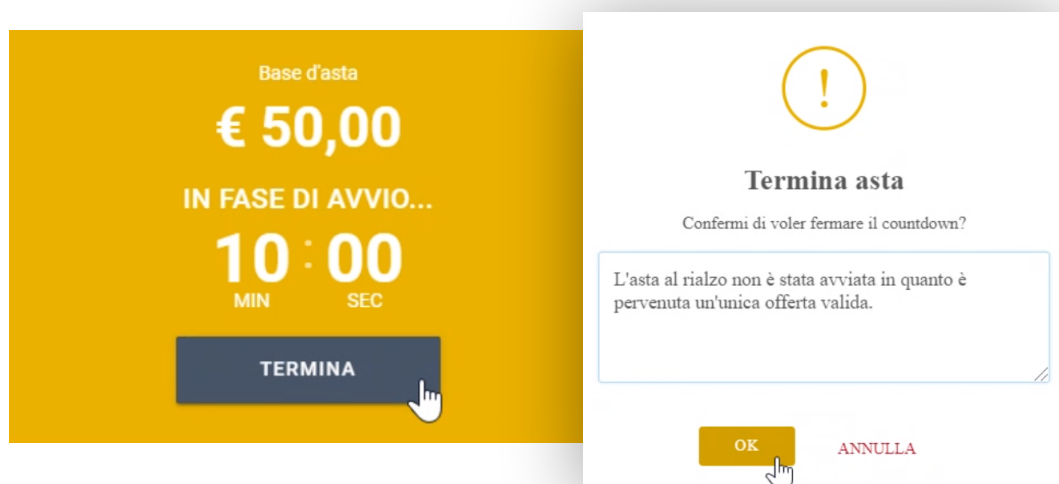 Base d'asta
€ 50,00
IN FASE DI AVVIO...
10 : 00
MIN SEC
TERMINA
!
Termina asta
Confermi di voler fermare il countdown?
L'asta al rialzo non è stata avviata in quanto è
pervenuta un'unica offerta valida.
OK ANNULLA